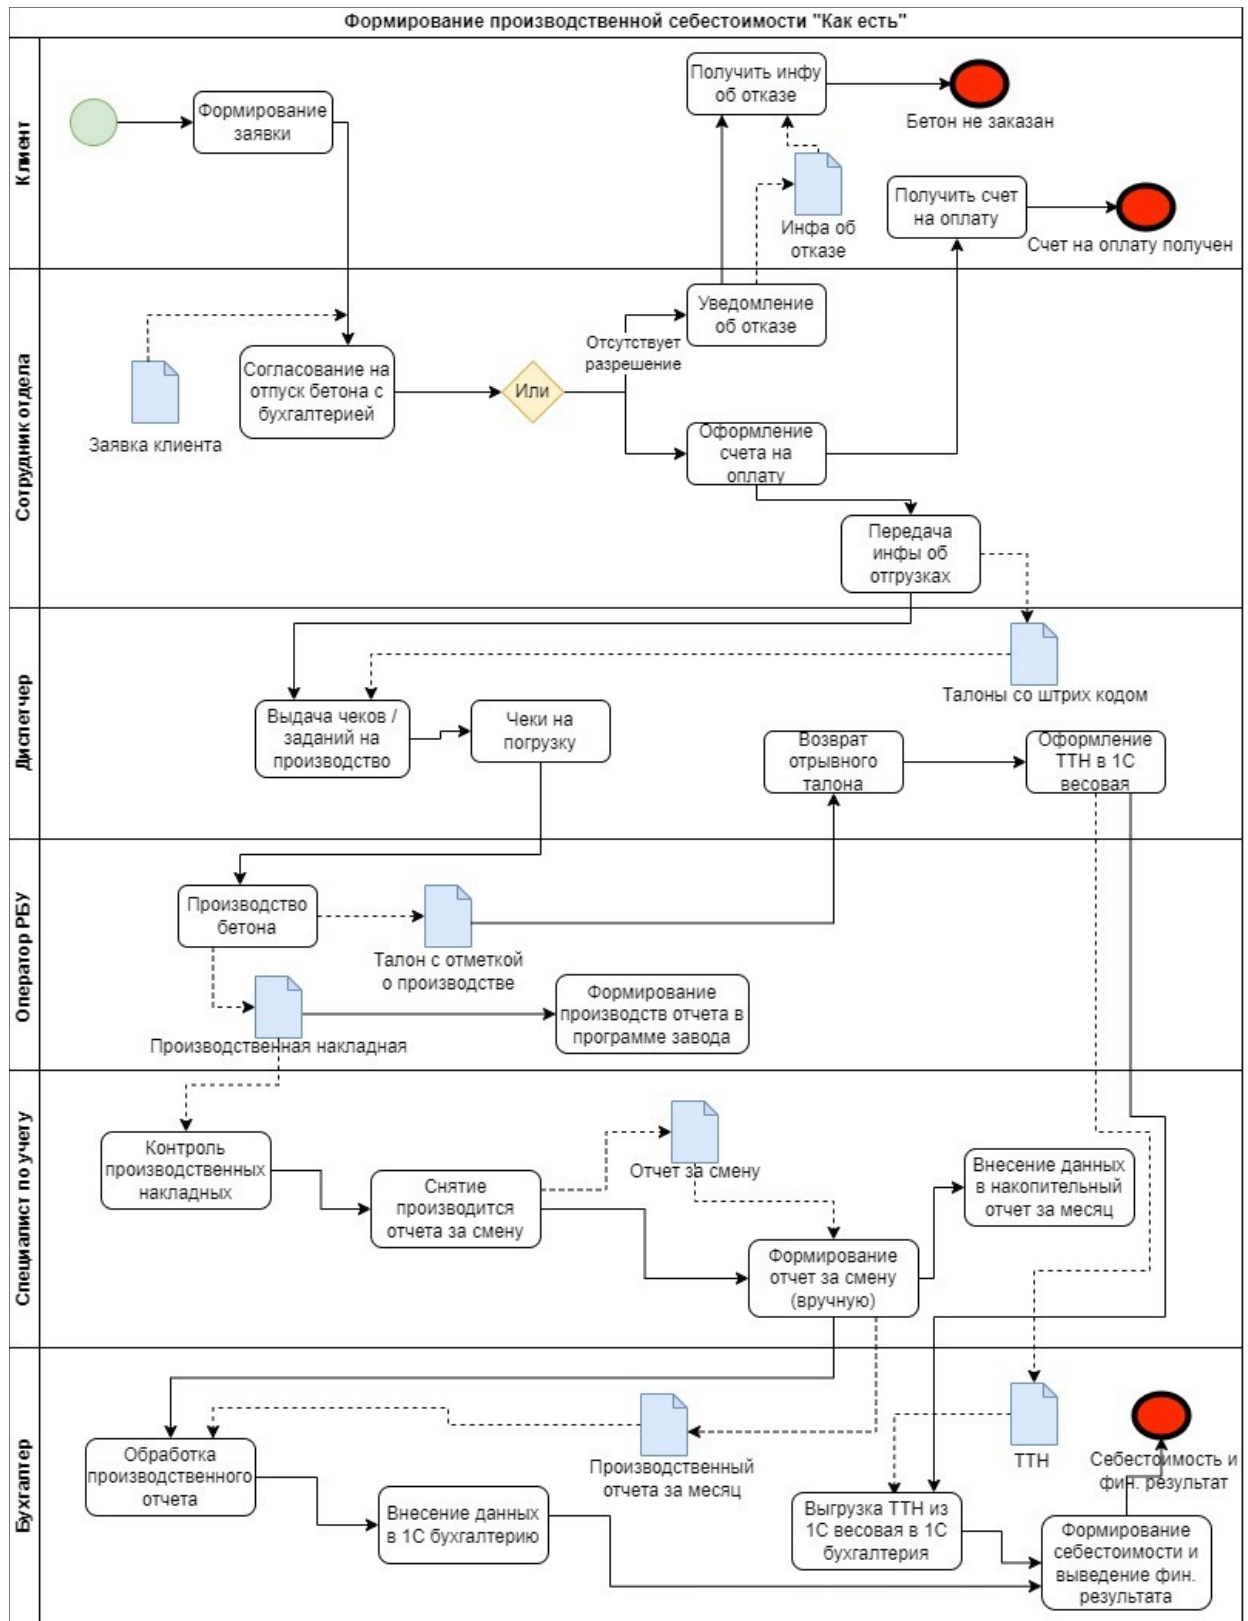 Формирование производственной себестоимости "Как есть"
Клиент
Формирование
заявки
Получить инфу
об отказе
Бетон не заказан
Инфа об
отказе
Получить счет
на оплату
Счет на оплату получен
Сотрудник отдела
Заявка клиента
Согласование на
отпуск бетона с
бухгалтерией
Или
Отсутствует
разрешение
Уведомление
об отказе
Оформление
счета на
оплату
Передача
инфы об
отгрузках
Диспетчер
Талоны со штрих кодом
Выдача чеков /
заданий на
производство
Чеки на
погрузку
Возврат
отрывного
талона
Оформление
ТТН в 1С
весовая
Оператор РБУ
Производство
бетона
Талон с отметкой
о производстве
Производственная накладная
Формирование
производств отчета в
программе завода
Специалист по учету
Контроль
производственных
накладных
Снятие
производится
отчета за смену
Отчет за смену
Формирование
отчет за смену
(вручную)
Внесение данных
в накопительный
отчет за месяц
Бухгалтер
Обработка
производственного
отчета
Внесение данных
в 1С бухгалтерию
Производственный
отчета за месяц
ТТН
Выгрузка ТТН из
1С весовая в 1С
бухгалтерия
Себестоимость и
фин. результат
Формирование
себестоимости и
выведение фин.
результата